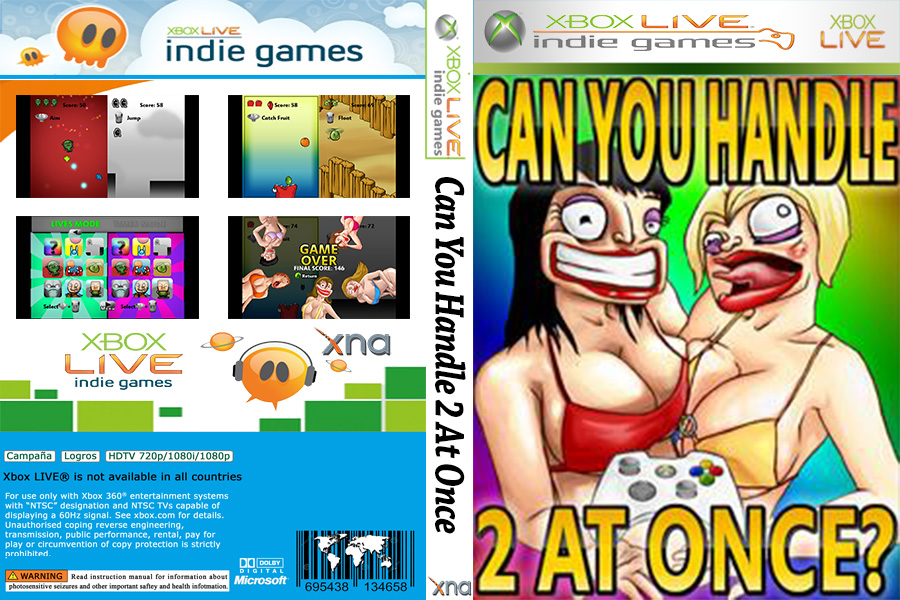 XBOX LIVE
indie games
Score: 58
Aim
Score: 58
Jump
Score: 58
Catch Fruit
Float
LIVES MODE
Select
Select
GAME
OVER
FINAL SCORE: 146
Return
XBOX
LIVE
indie games
xna
Campaña
Logros
HDTV 720p/1080i/1080p
Xbox LIVE® is not available in all countries
For use only with Xbox 360® entertainment systems
with "NTSC" designation and NTSC TVs capable of
displaying a 60Hz signal. See xbox.com for details.
Unauthorised coping reverse engineering,
transmission, public performance, rental, pay for
play or circumvention of copy protection is strictly
prohibited.
WARNING Read instruction manual for information about
photosensitive seizures and other important saftey and health infotmation.
DOLBY
DIGITAL
Microsoft
695438 134658
XBOX LIVE
indie games
Can You Handle 2 At Once
xna
XBOX LIVE
indie games
XBOX
LIVE
CAN YOU HANDLE
2 AT ONCE?